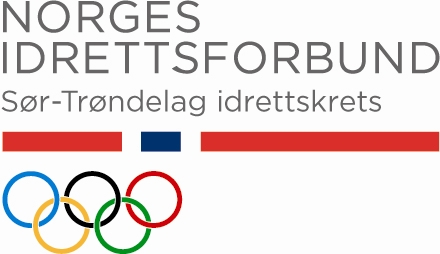 NORGES
IDRETTSFORBUND
Sør-Trøndelag idrettskrets